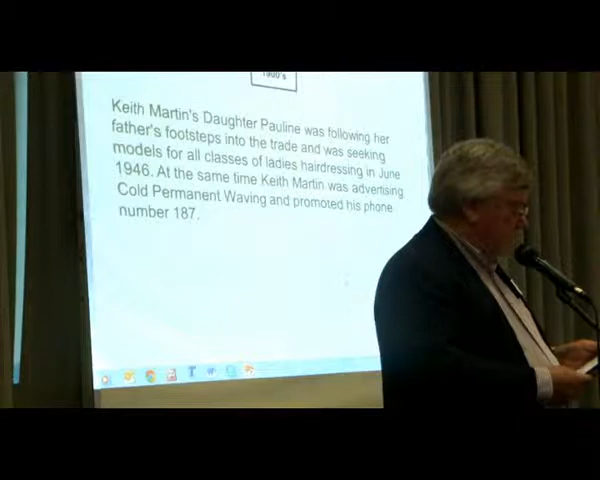 1900's
Keith Martin's Daughter Pauline was following her
father's footsteps into the trade and was seeking
models for all classes of ladies hairdressing in June
1946. At the same time Keith Martin was advertising
Cold Permanent Waving and promoted his phone
number 187.